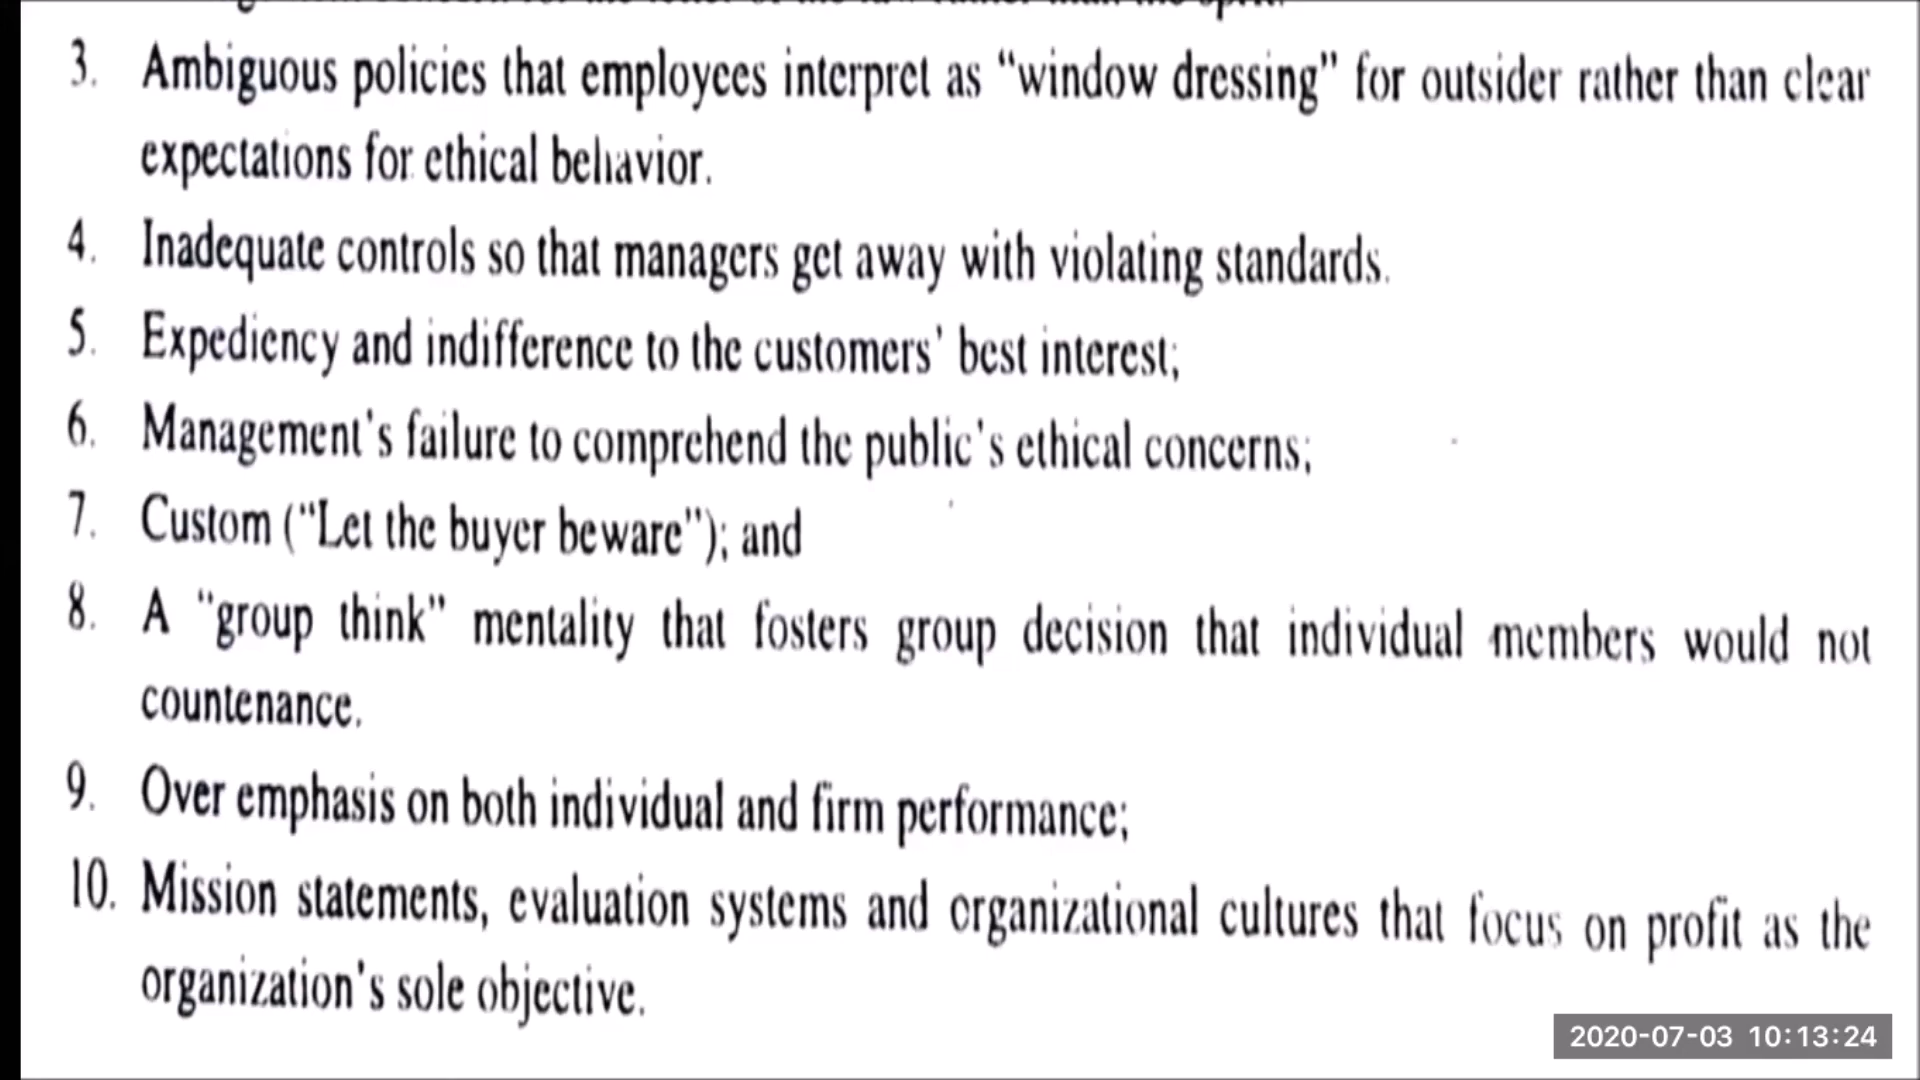 3. Ambiguous policies that employees interpret as “window dressing” for outsider rather than clear
expectations for ethical behavior.
4. Inadequate controls so that managers get away with violating standards.
5. Expediency and indifference to the customers’ best interest;
6. Management's failure to comprehend the public's ethical concerns;
7. Custom (“Let the buyer beware”); and
8. A “group think” mentality that fosters group decision that individual members would not
countenance.
9. Over emphasis on both individual and firm performance;
10. Mission statements, evaluation systems and organizational cultures that focus on profit as the
organization's sole objective.
2020-07-03 10:13:24